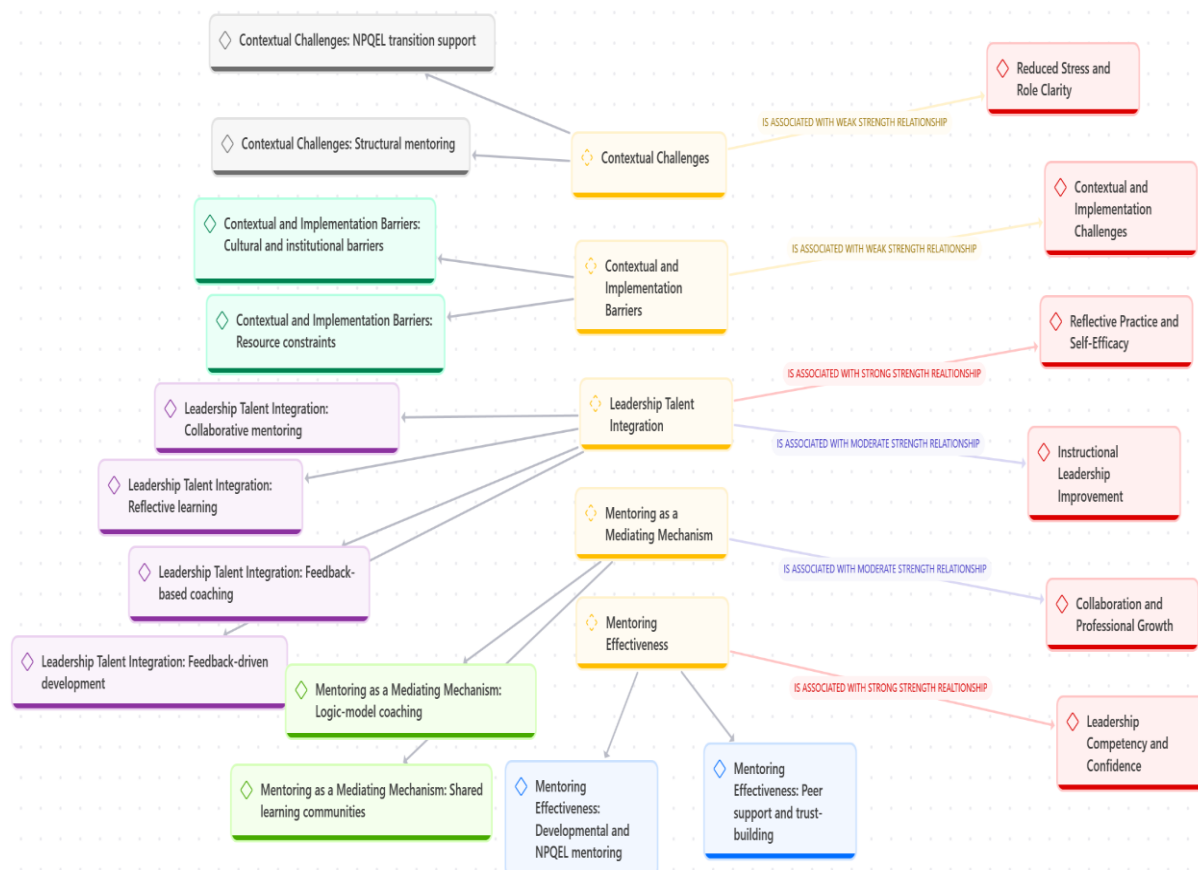 Contextual Challenges: NPQEL transition support
Contextual Challenges: Structural mentoring
Contextual and Implementation Barriers:
Cultural and institutional barriers
Contextual and Implementation Barriers:
Resource constraints
Leadership Talent Integration:
Collaborative mentoring
Leadership Talent Integration:
Reflective learning
Leadership Talent Integration: Feedback-
based coaching
Leadership Talent Integration: Feedback-driven
development
Mentoring as a Mediating Mechanism:
Logic-model coaching
Mentoring as a Mediating Mechanism: Shared
learning communities
Mentoring
Effectiveness:
Developmental and
NPQEL mentoring
Mentoring
Effectiveness: Peer
support and trust-
building
Contextual Challenges
Contextual and
Implementation
Barriers
Leadership Talent
Integration
Mentoring as a
Mediating Mechanism
Mentoring
Effectiveness
IS ASSOCIATED WITH WEAK STRENGTH RELATIONSHIP
IS ASSOCIATED WITH WEAK STRENGTH RELATIONSHIP
IS ASSOCIATED WITH STRONG STRENGTH REALTIONSHIP
IS ASSOCIATED WITH MODERATE STRENGTH RELATIONSHIP
IS ASSOCIATED WITH MODERATE STRENGTH RELATIONSHIP
IS ASSOCIATED WITH STRONG STRENGTH REALTIONSHIP
Reduced Stress and
Role Clarity
Contextual and
Implementation
Challenges
Reflective Practice and
Self-Efficacy
Instructional
Leadership
Improvement
Collaboration and
Professional Growth
Leadership
Competency and
Confidence